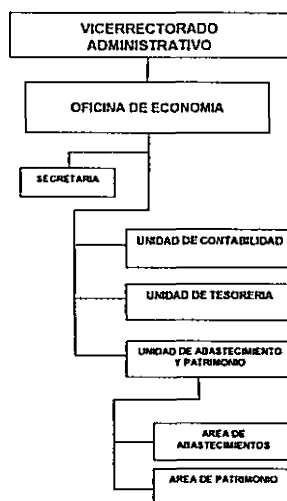 VICERRECTORADO
ADMINISTRATIVO
OFICINA DE ECONOMIA
SECRETARIA
UNIDAD DE CONTABILIDAD
UNIDAD DE TESORERIA
UNIDAD DE ABASTECIMIENTO
Y PATRIMONIO
AREA DE
ABASTECIMIENTOS
AREA DE PATRIMONIO